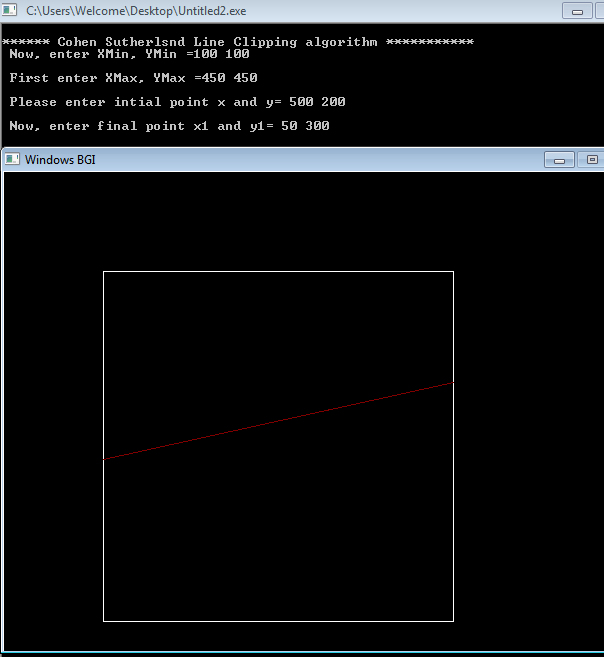 C:\Users\Welcome\Desktop\Untitled2.exe
****** Cohen Sutherlsnd Line Clipping algorithm ***********
Now, enter XMin, YMin =100 100
First enter XMax, YMax =450 450
Please enter intial point x and y= 500 200
Now, enter final point x1 and y1= 50 300
Windows BGI